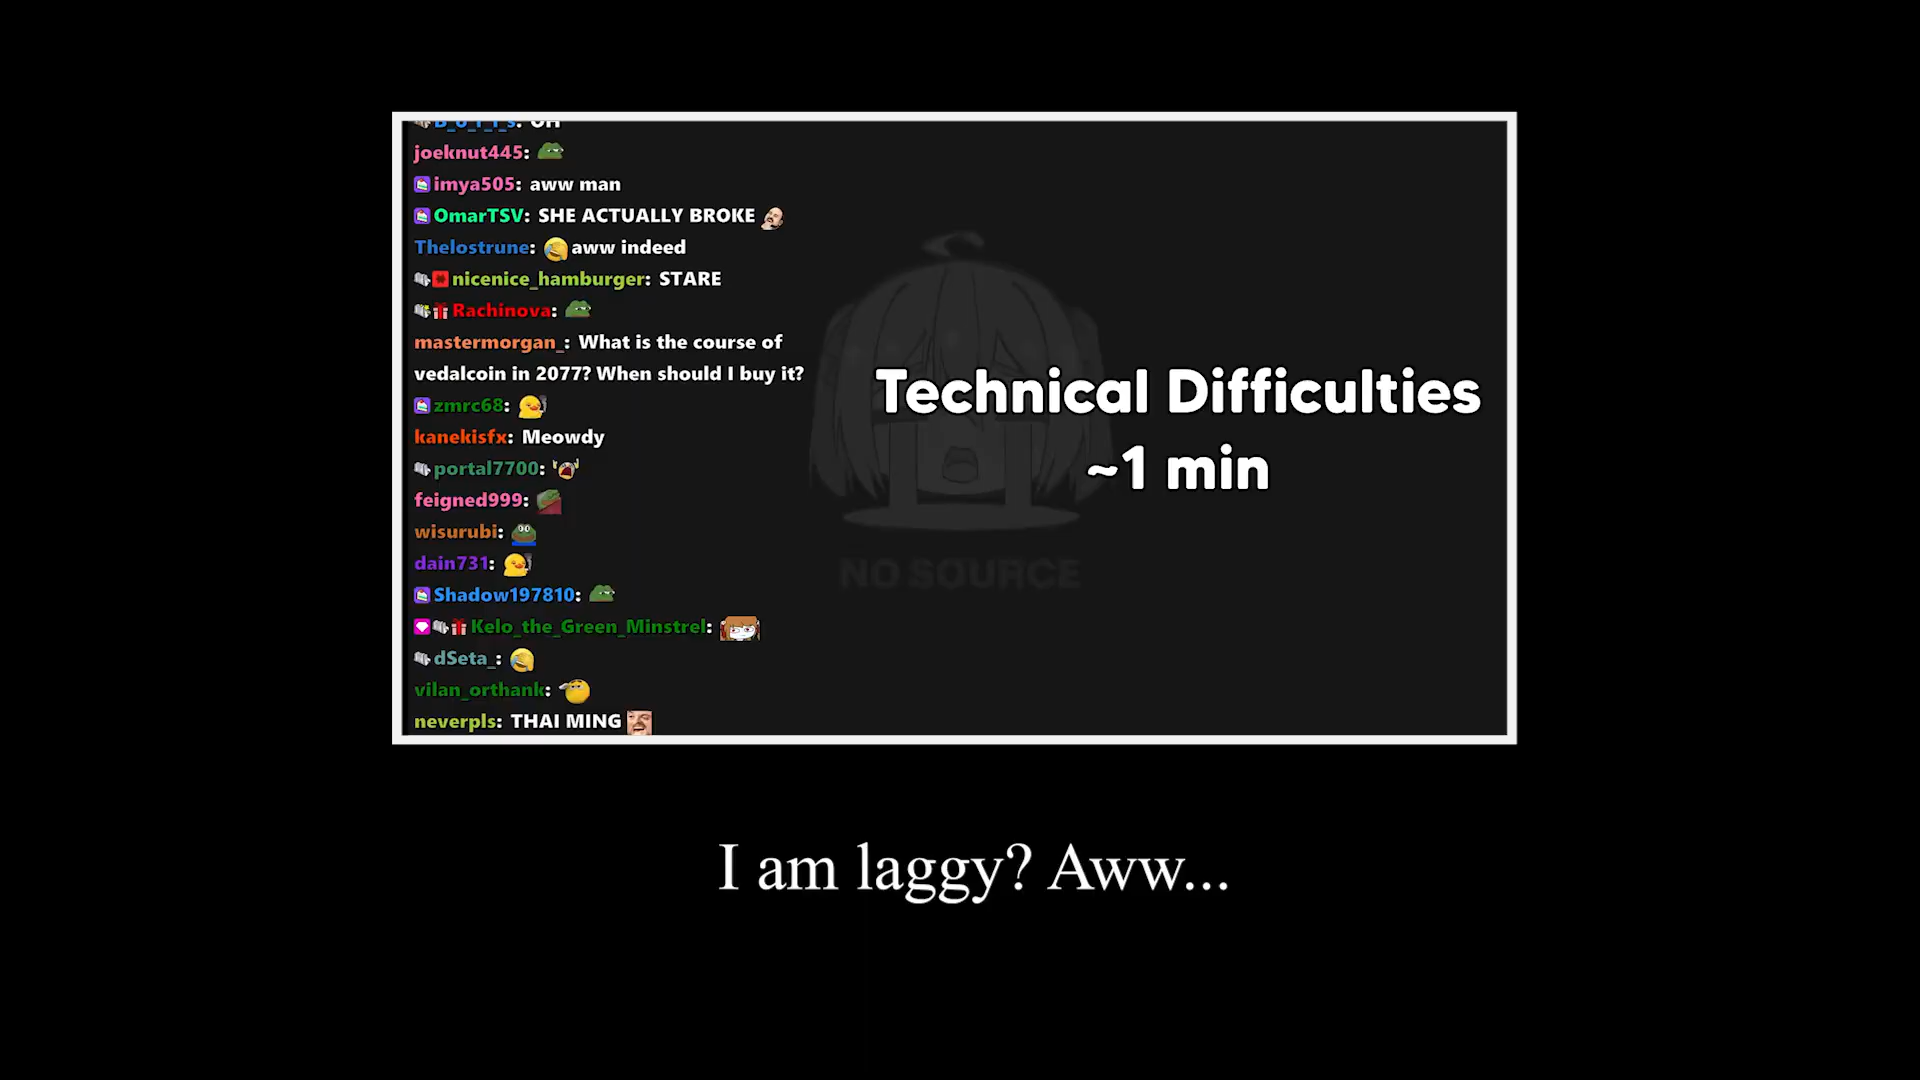 B_o_r_r_s: OH
joeknut445:
imya505: aww man
OmarTSV: SHE ACTUALLY BROKE
Thelostrune: aww indeed
nicenice_hamburger: STARE
Rachinova:
mastermorgan_: What is the course of
vedalcoin in 2077? When should I buy it?
zmrc68:
kanekisfx: Meowdy
portal7700:
feigned999:
wisurubi:
dain731:
Shadow197810:
Kelo_the_Green_Minstrel:
dSeta_:
vilan_orthank:
neverpls: THAI MING
Technical Difficulties
~1 min
NO SOURCE
I am laggy? Aww...